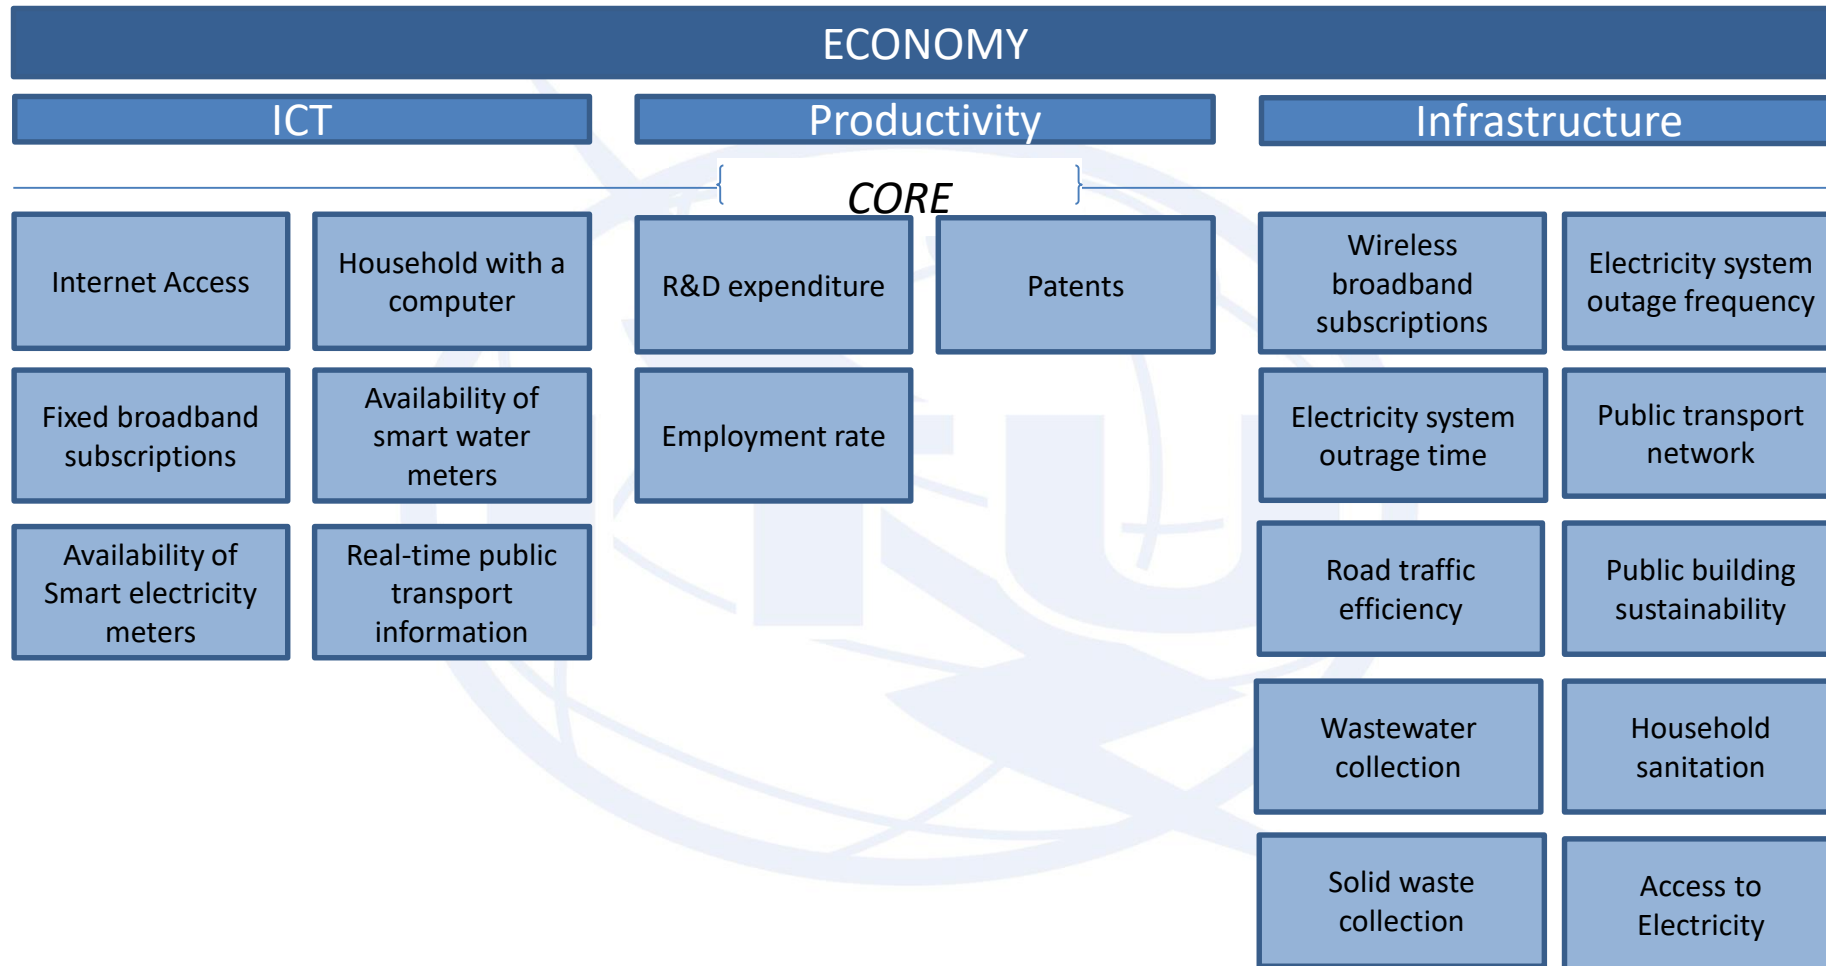 ECONOMY
ICT
Productivity
Infrastructure
CORE
Internet Access
Household with a
computer
Fixed broadband
subscriptions
Availability of
smart water
meters
Availability of
Smart electricity
meters
Real-time public
transport
information
R&D expenditure
Patents
Employment rate
Wireless
broadband
subscriptions
Electricity system
outage frequency
Electricity system
outrage time
Public transport
network
Road traffic
efficiency
Public building
sustainability
Wastewater
collection
Household
sanitation
Solid waste
collection
Access to
Electricity
ITU